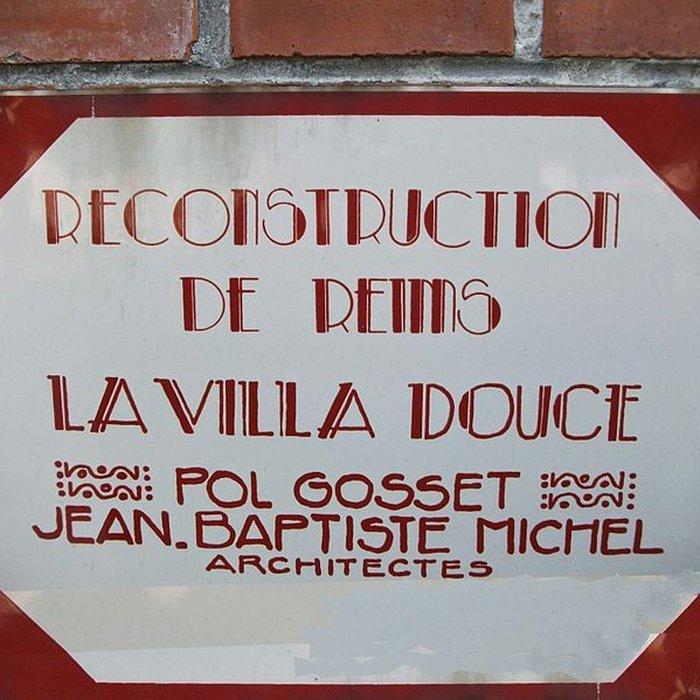 RECONSTRUCTION
DE REIMS
LA VILLA DOUCE
POL GOSSET
JEAN.BAPTISTE MICHEL
ARCHITECTES